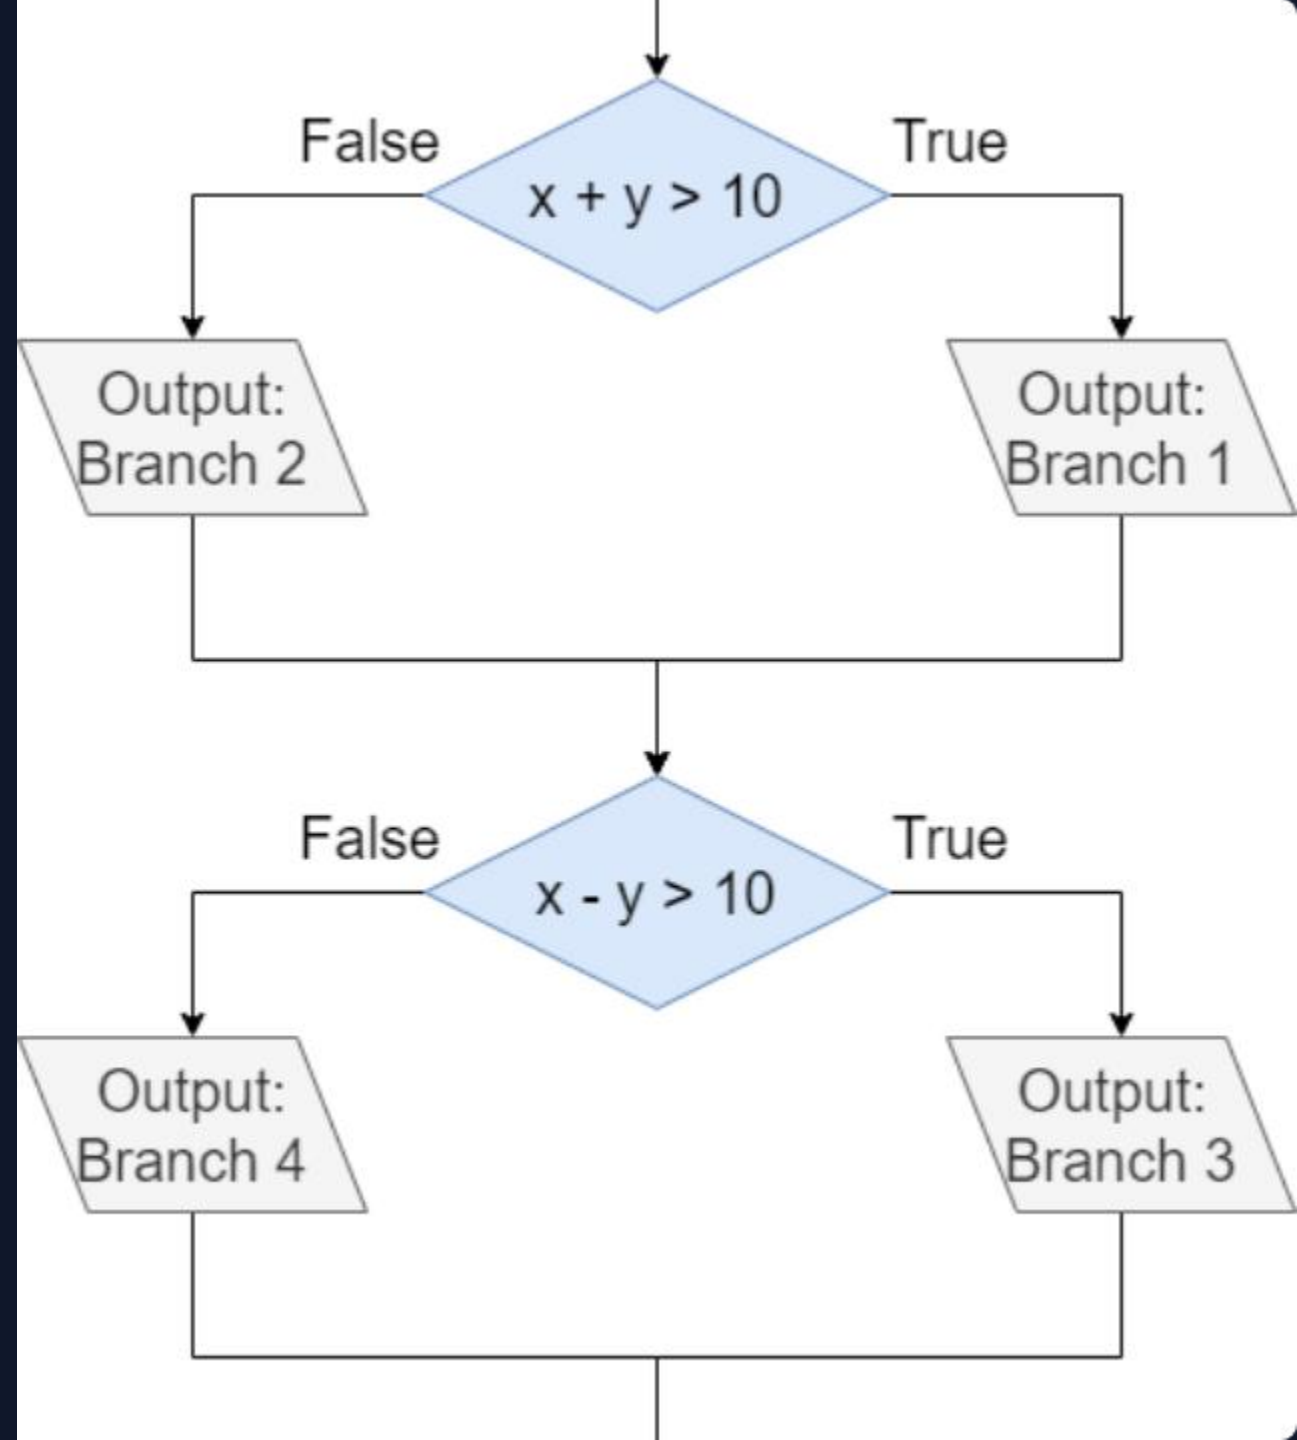 False
True
x + y > 10
Output:
Branch 2
Output:
Branch 1
False
True
x - y > 10
Output:
Branch 4
Output:
Branch 3